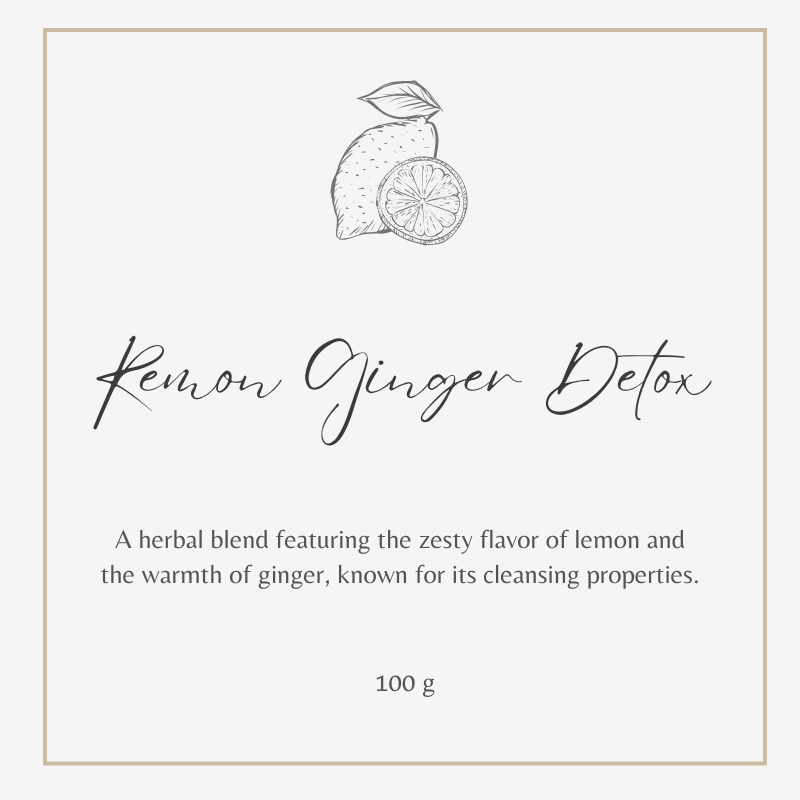 Remon Ginger Detox
A herbal blend featuring the zesty flavor of lemon and
the warmth of ginger, known for its cleansing properties.
100 g